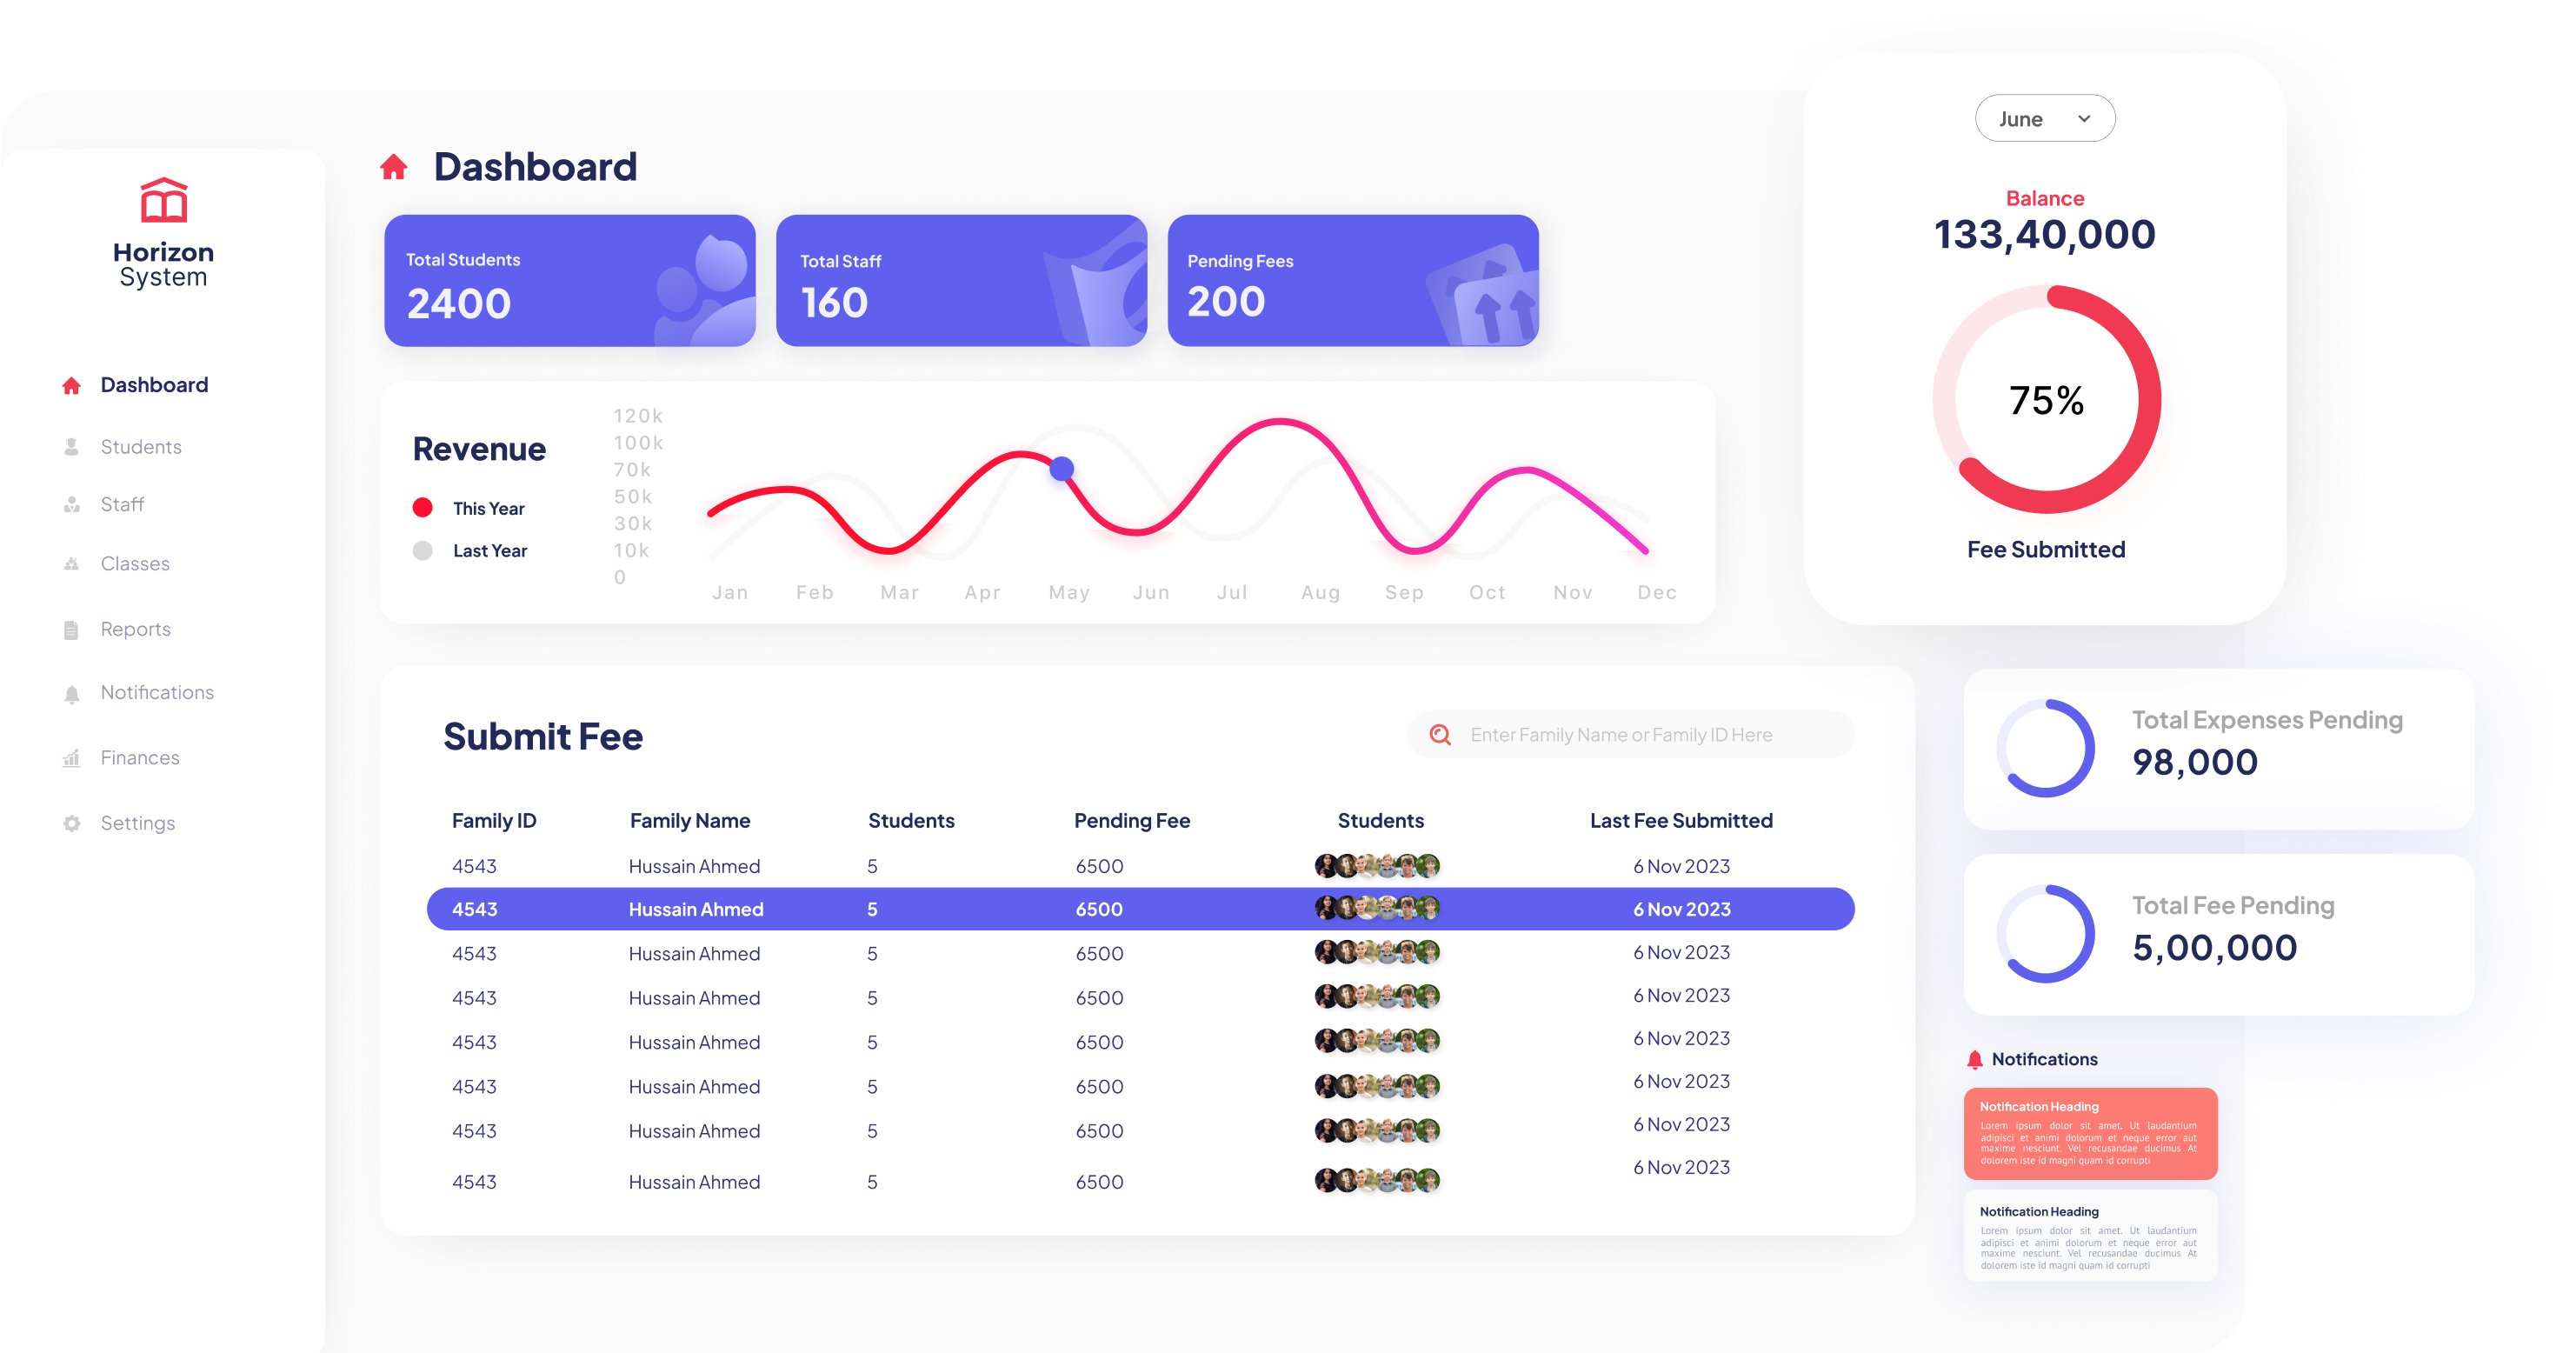 Horizon
System
Dashboard
Students
Staff
Classes
Reports
Notifications
Finances
Settings
Dashboard
Total Students
2400
Total Staff
160
Pending Fees
200
Revenue
This Year
Last Year
120k
100k
70k
50k
30k
10k
0
Jan Feb Mar Apr May Jun Jul Aug Sep Oct Nov Dec
June
Balance
133,40,000
75%
Fee Submitted
Submit Fee
Enter Family Name or Family ID Here
Family ID Family Name Students Pending Fee Students Last Fee Submitted
4543 Hussain Ahmed 5 6500 6 Nov 2023
4543 Hussain Ahmed 5 6500 6 Nov 2023
4543 Hussain Ahmed 5 6500 6 Nov 2023
4543 Hussain Ahmed 5 6500 6 Nov 2023
4543 Hussain Ahmed 5 6500 6 Nov 2023
4543 Hussain Ahmed 5 6500 6 Nov 2023
4543 Hussain Ahmed 5 6500 6 Nov 2023
4543 Hussain Ahmed 5 6500 6 Nov 2023
Total Expenses Pending
98,000
Total Fee Pending
5,00,000
Notifications
Notification Heading
Lorem ipsum dolor sit amet. Ut laudantium
adipisci et animi dolorum et neque error aut
maxime nesciunt. Vel recusandae ducimus At
dolorem iste id magni quam id corrupti
Notification Heading
Lorem ipsum dolor sit amet. Ut laudantium
adipisci et animi dolorum et neque error aut
maxime nesciunt. Vel recusandae ducimus At
dolorem iste id magni quam id corrupti